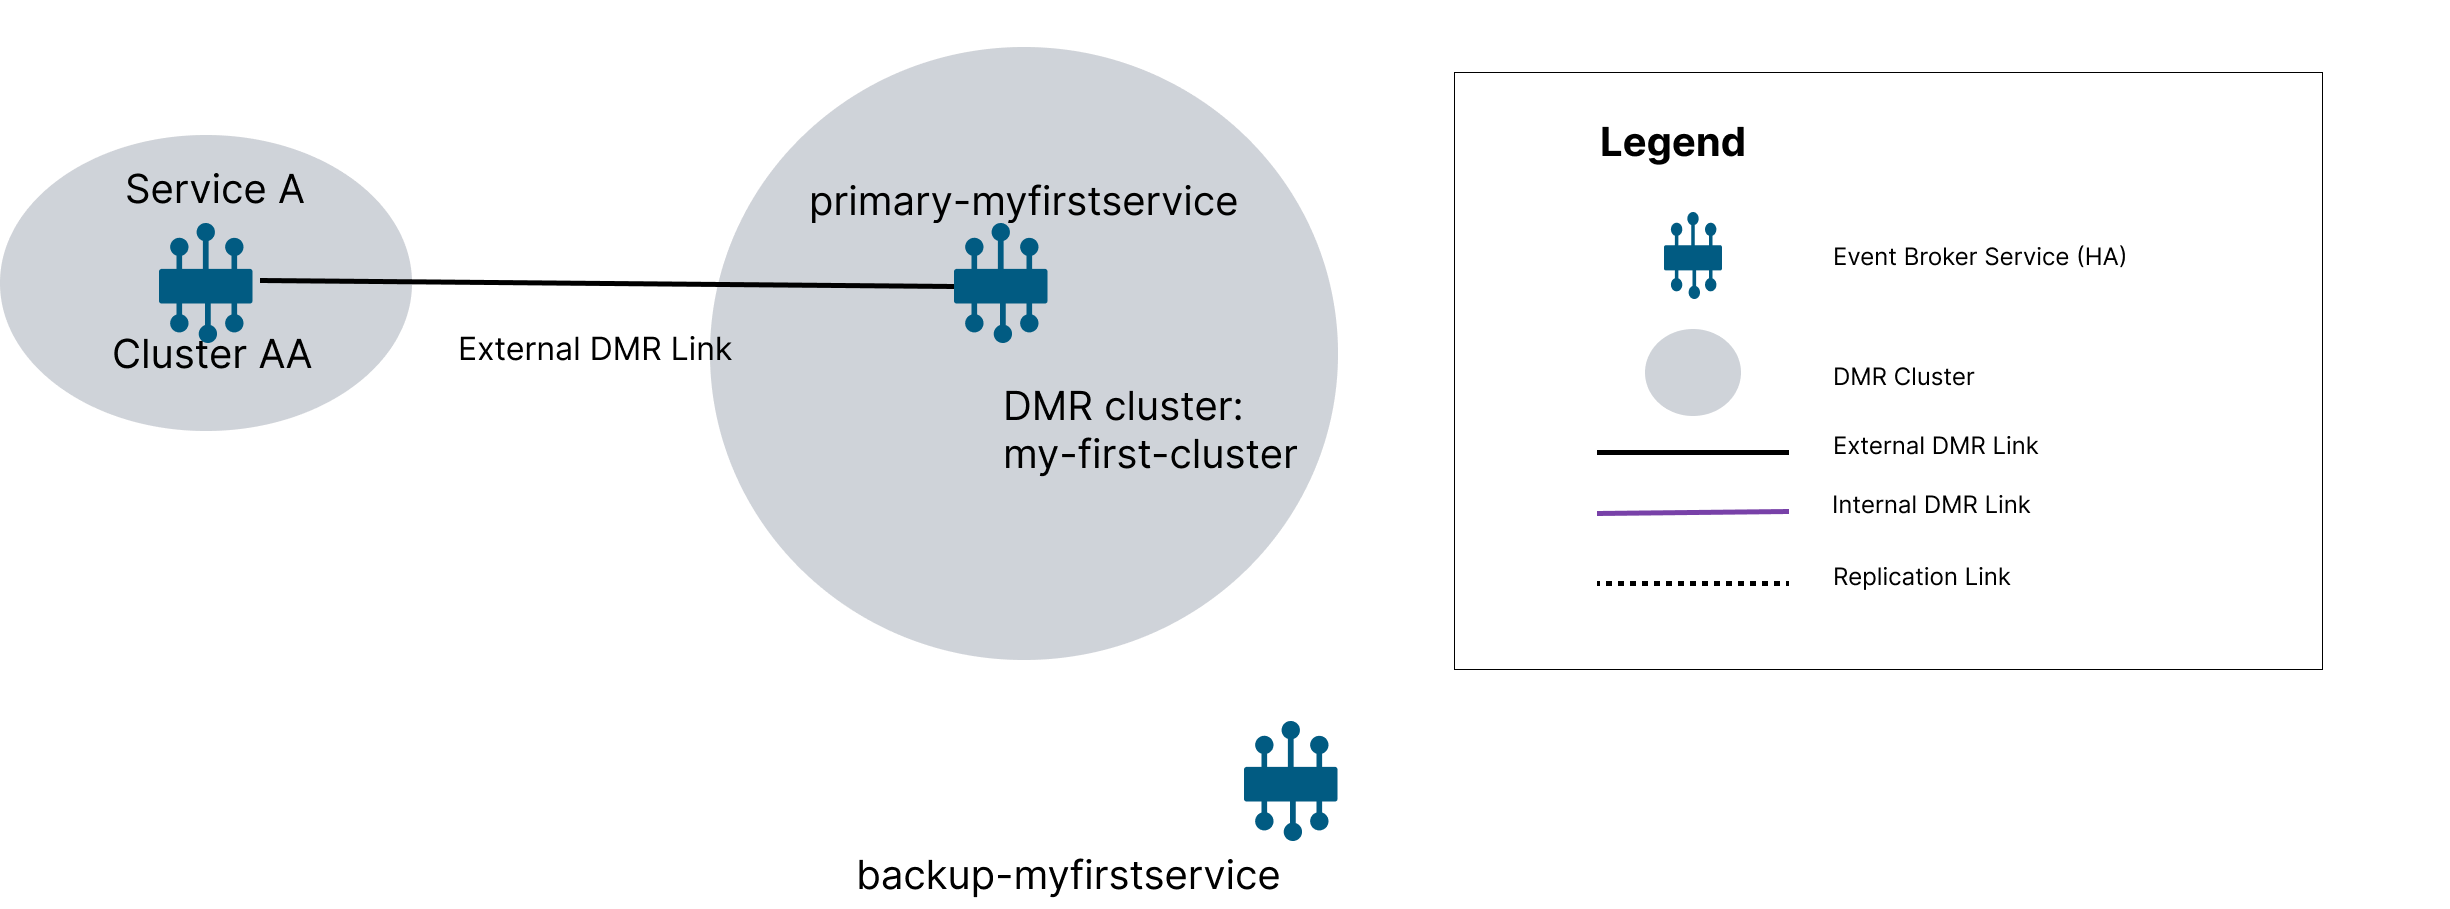 Service A
Cluster AA
External DMR Link
primary-myfirstservice
DMR cluster:
my-first-cluster
backup-myfirstservice
Legend
Event Broker Service (HA)
DMR Cluster
External DMR Link
Internal DMR Link
Replication Link